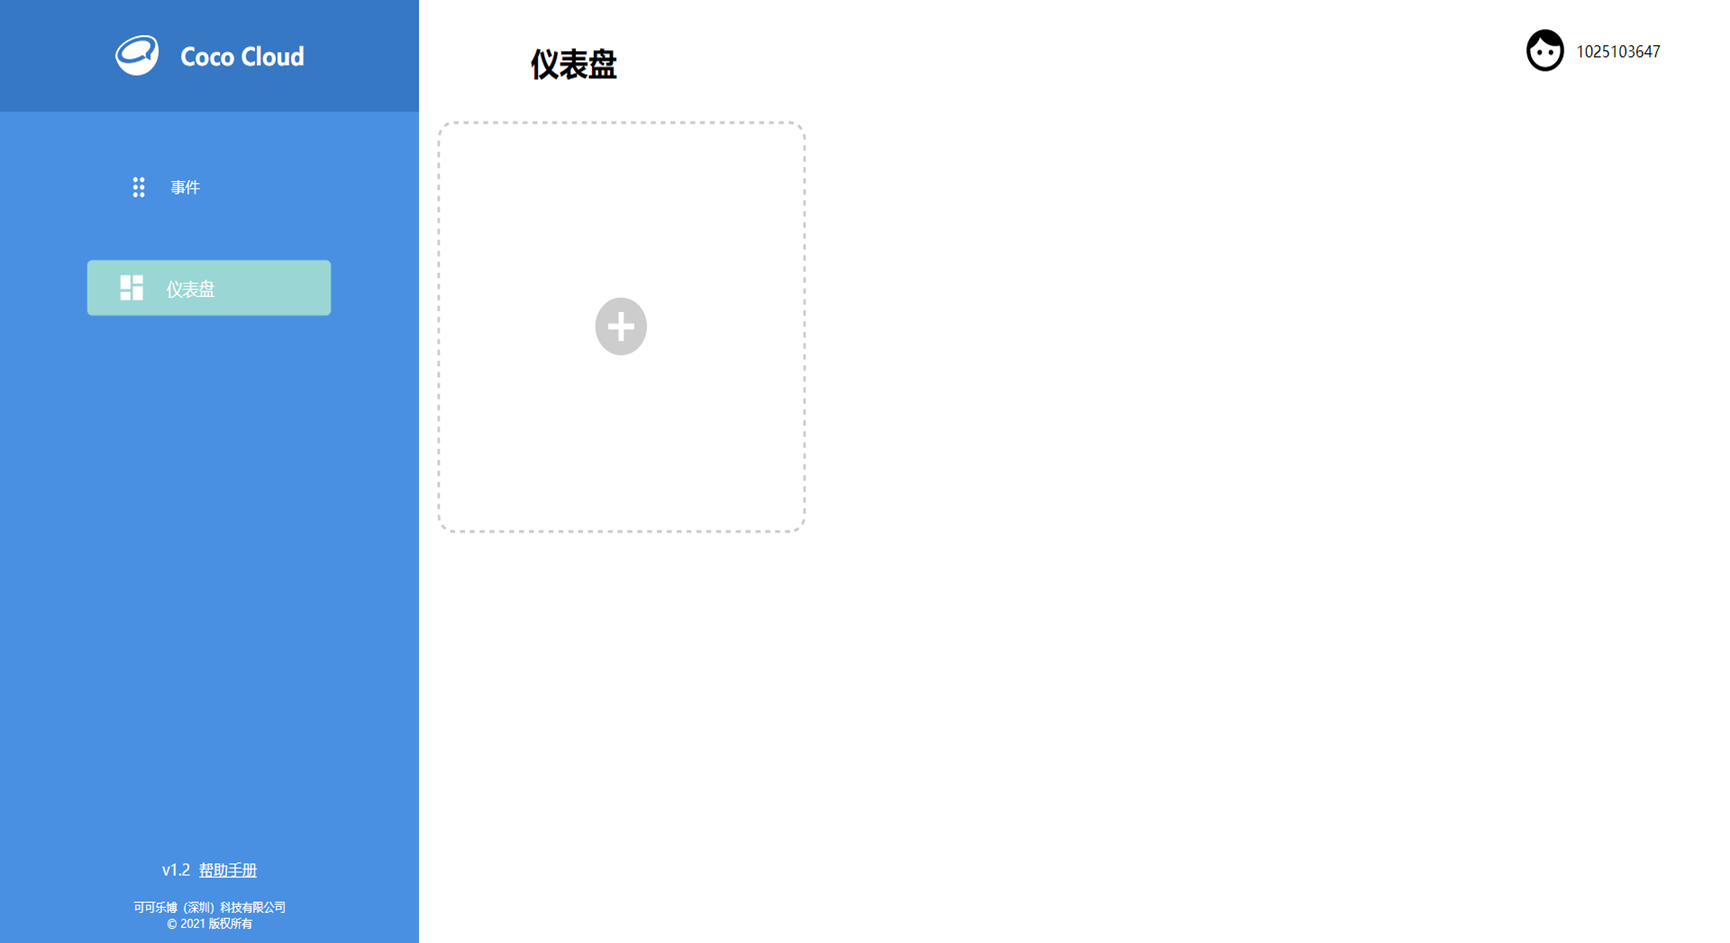 Coco Cloud
事件
仪表盘
v1.2 帮助手册
可可乐博（深圳）科技有限公司
© 2021 版权所有
仪表盘
1025103647